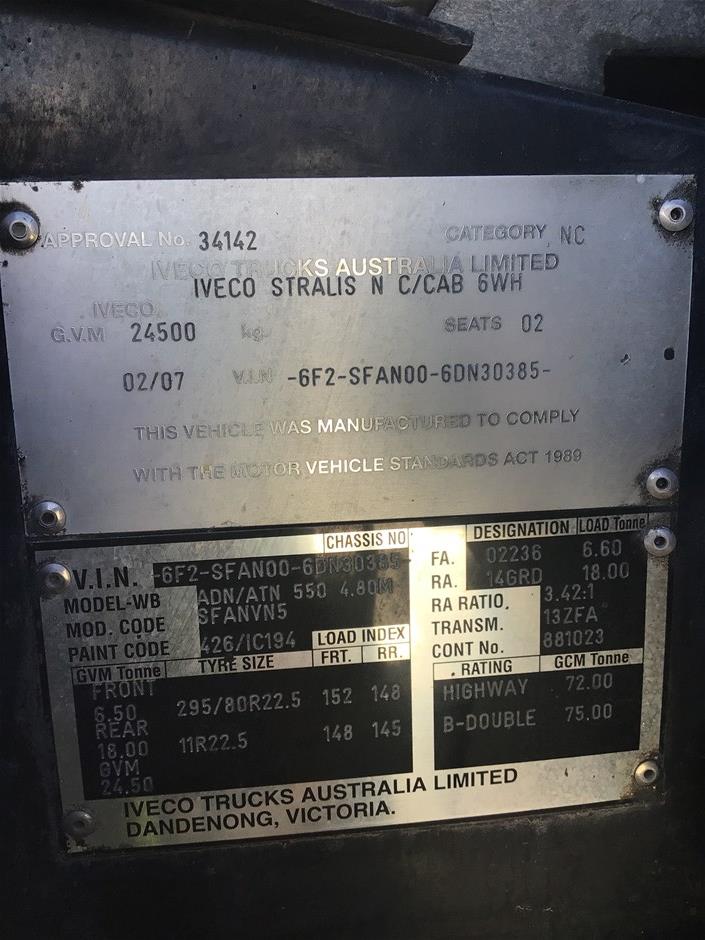 APPROVAL No. 34142 CATEGORY NC
IVECO TRUCKS AUSTRALIA LIMITED
IVECO STRALIS N C/CAB 6WH
IVECO
G.V.M 24500 kg SEATS 02
02/07 V.I.N -6F2-SFAN00-6DN30385-
THIS VEHICLE WAS MANUFACTURED TO COMPLY
WITH THE MOTOR VEHICLE STANDARDS ACT 1989
CHASSIS NO
V.I.N. -6F2-SFAN00-6DN30385-
MODEL-WB ADN/ATN 550 4.80M
MOD. CODE SFANVN5
PAINT CODE 426/IC194
LOAD INDEX
GVM Tonne TYRE SIZE FRT. RR.
FRONT
6.50 295/80R22.5 152 148
REAR
18.00 11R22.5 148 145
GVM
24.50
DESIGNATION LOAD Tonne
FA. 02236 6.60
RA. 14GRD 18.00
RA RATIO. 3.42:1
TRANSM. 13ZFA
CONT No. 881023
. RATING GCM Tonne
HIGHWAY 72.00
B-DOUBLE 75.00
IVECO TRUCKS AUSTRALIA LIMITED
DANDENONG, VICTORIA.